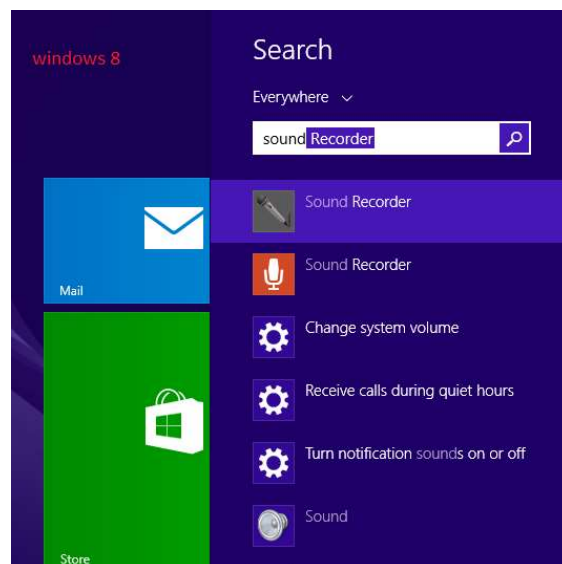 windows 8
Search
Everywhere
sound Recorder
Sound Recorder
Mail
Sound Recorder
Change system volume
Receive calls during quiet hours
Turn notification sounds on or off
Sound
Store